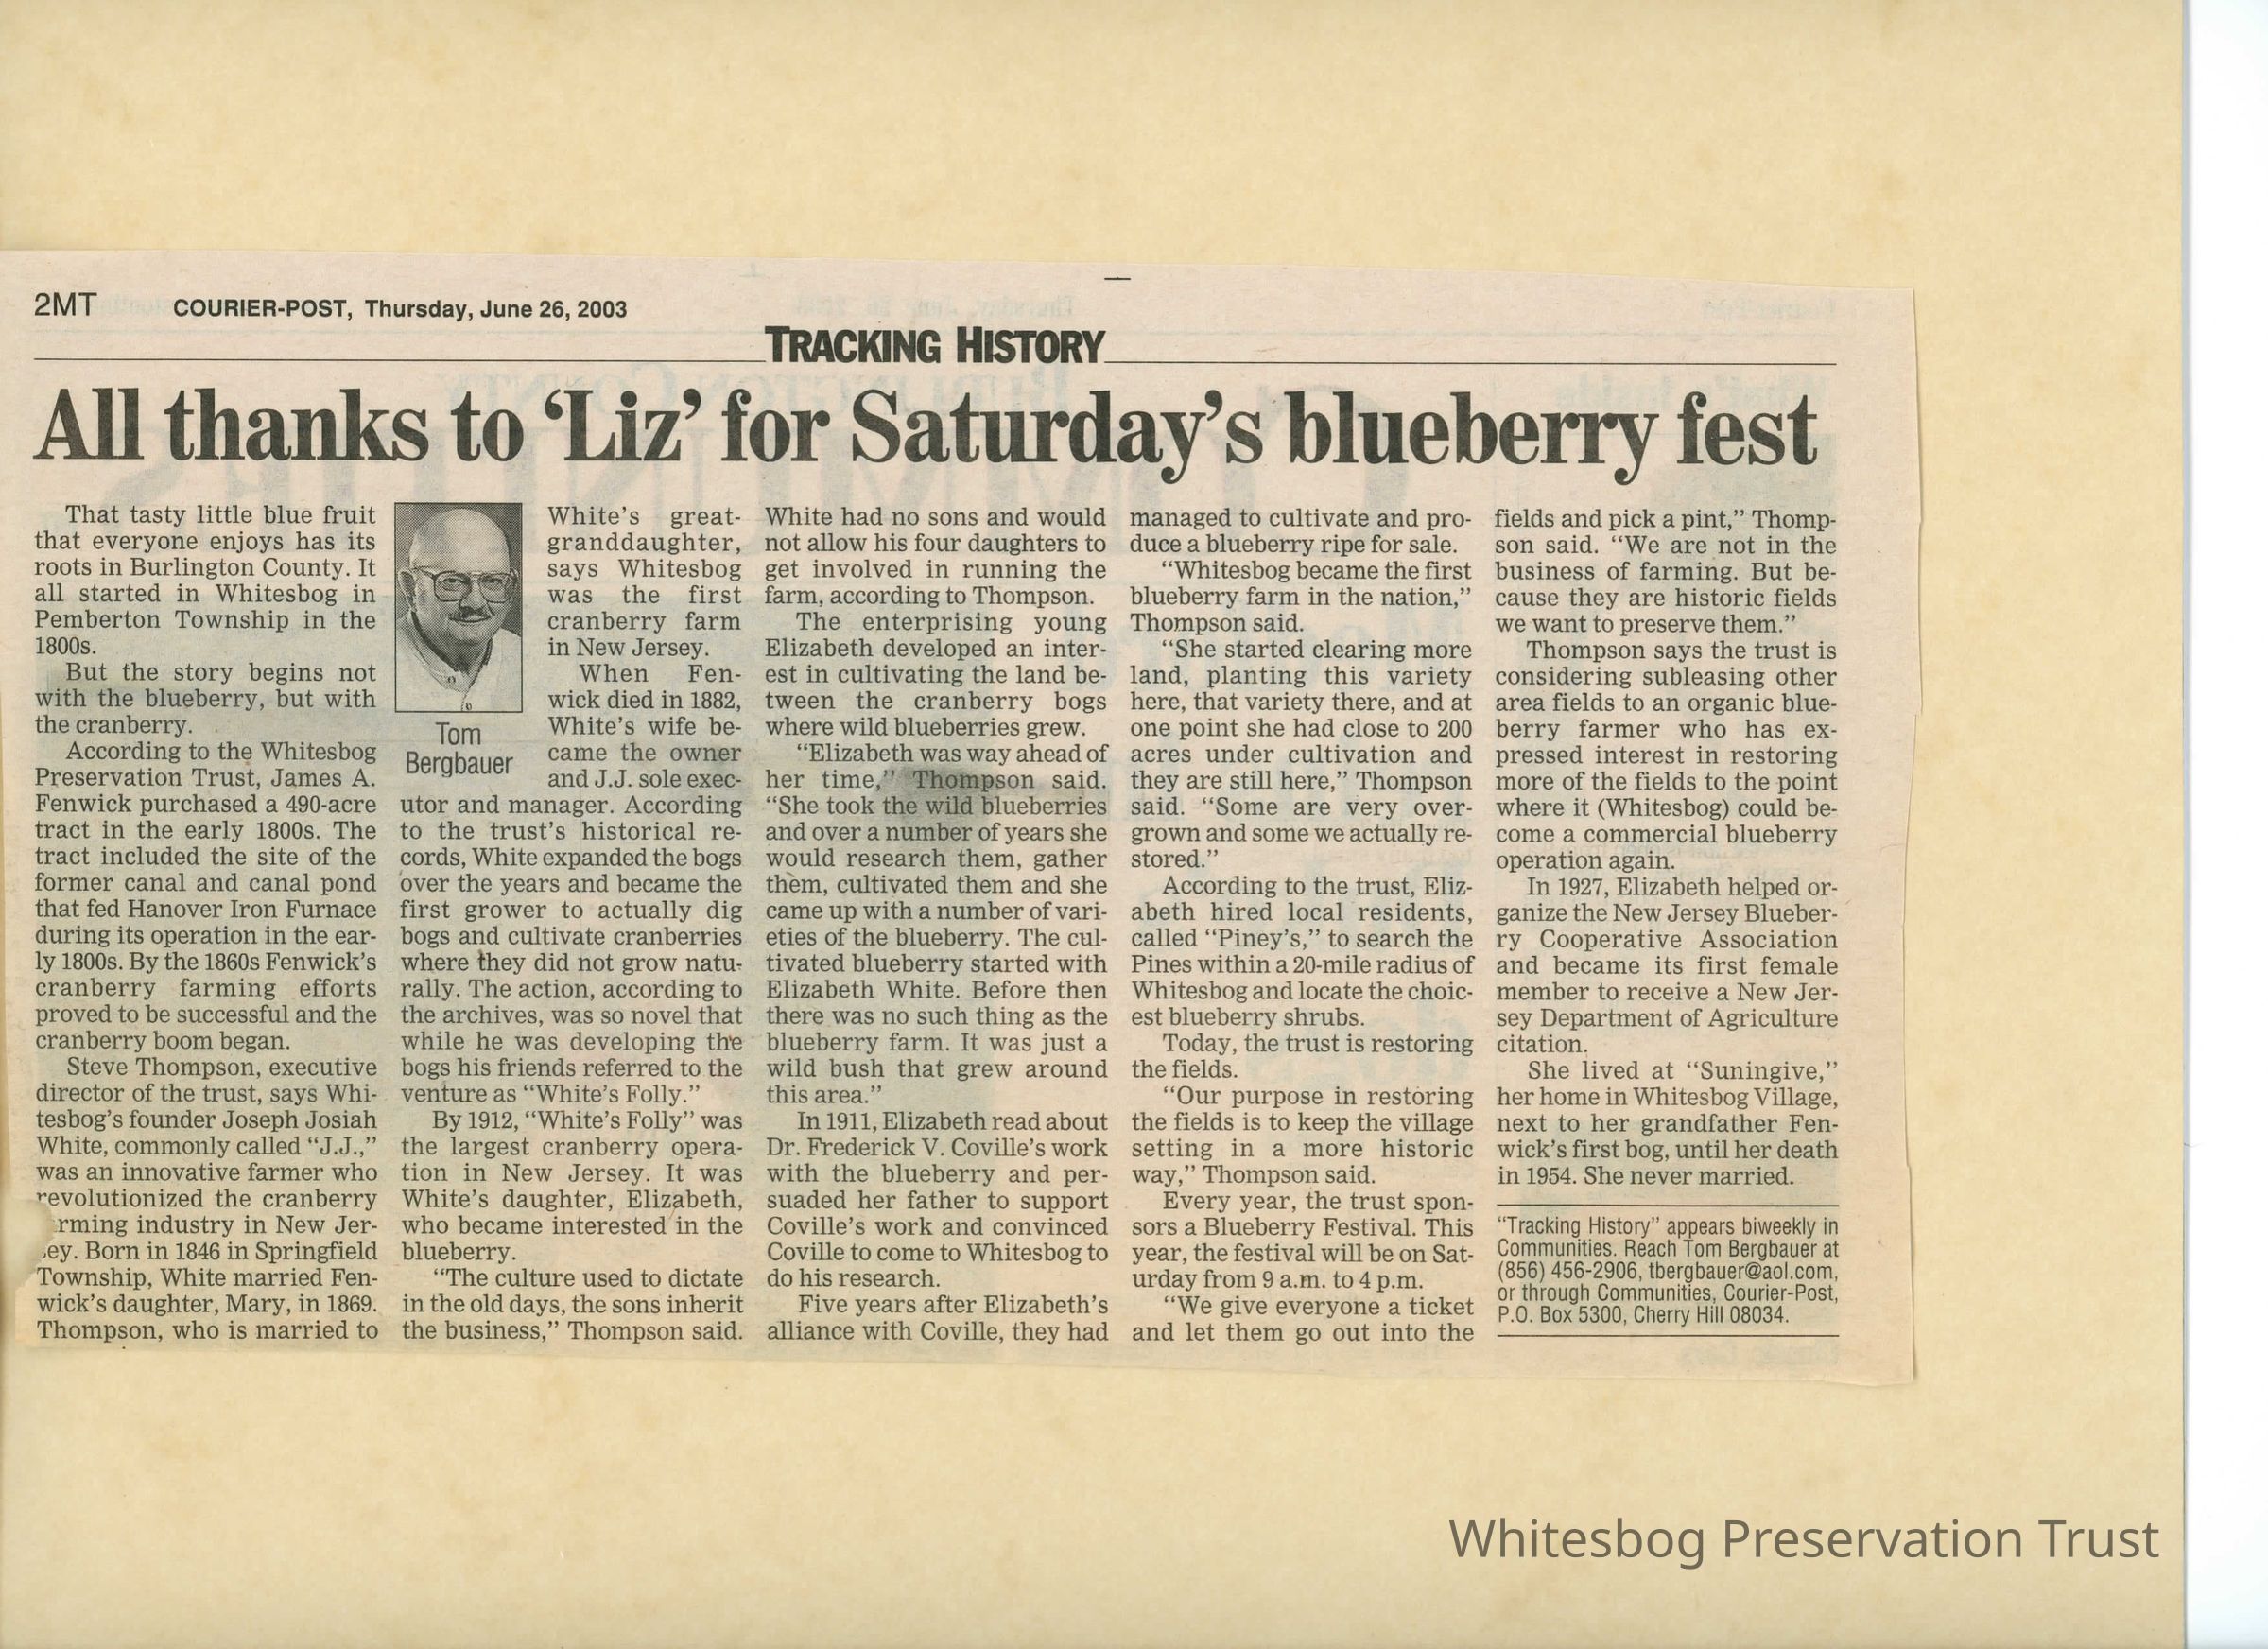 2MT COURIER-POST, Thursday, June 26, 2003
TRACKING HISTORY
All thanks to ‘Liz’ for Saturday’s blueberry fest
That tasty little blue fruit
that everyone enjoys has its
roots in Burlington County. It
all started in Whitesbog in
Pemberton Township in the
1800s.
But the story begins not
with the blueberry, but with
the cranberry.
According to the Whitesbog
Preservation Trust, James A.
Fenwick purchased a 490-acre
tract in the early 1800s. The
tract included the site of the
former canal and canal pond
that fed Hanover Iron Furnace
during its operation in the ear-
ly 1800s. By the 1860s Fenwick’s
cranberry farming efforts
proved to be successful and the
cranberry boom began.
Steve Thompson, executive
director of the trust, says Whi-
tesbog’s founder Joseph Josiah
White, commonly called “J.J.,”
was an innovative farmer who
revolutionized the cranberry
rming industry in New Jer-
sey. Born in 1846 in Springfield
Township, White married Fen-
wick’s daughter, Mary, in 1869.
Thompson, who is married to
Tom
Bergbauer
White’s great-
granddaughter,
says Whitesbog
was the first
cranberry farm
in New Jersey.
When Fen-
wick died in 1882,
White’s wife be-
came the owner
and J.J. sole exec-
utor and manager. According
to the trust’s historical re-
cords, White expanded the bogs
over the years and became the
first grower to actually dig
bogs and cultivate cranberries
where they did not grow natu-
rally. The action, according to
the archives, was so novel that
while he was developing the
bogs his friends referred to the
venture as “White’s Folly.”
By 1912, “White’s Folly” was
the largest cranberry opera-
tion in New Jersey. It was
White’s daughter, Elizabeth,
who became interested in the
blueberry.
“The culture used to dictate
in the old days, the sons inherit
the business,” Thompson said.
White had no sons and would
not allow his four daughters to
get involved in running the
farm, according to Thompson.
The enterprising young
Elizabeth developed an inter-
est in cultivating the land be-
tween the cranberry bogs
where wild blueberries grew.
“Elizabeth was way ahead of
her time,” Thompson said.
“She took the wild blueberries
and over a number of years she
would research them, gather
them, cultivated them and she
came up with a number of vari-
eties of the blueberry. The cul-
tivated blueberry started with
Elizabeth White. Before then
there was no such thing as the
blueberry farm. It was just a
wild bush that grew around
this area.”
In 1911, Elizabeth read about
Dr. Frederick V. Coville’s work
with the blueberry and per-
suaded her father to support
Coville’s work and convinced
Coville to come to Whitesbog to
do his research.
Five years after Elizabeth’s
alliance with Coville, they had
managed to cultivate and pro-
duce a blueberry ripe for sale.
“Whitesbog became the first
blueberry farm in the nation,”
Thompson said.
“She started clearing more
land, planting this variety
here, that variety there, and at
one point she had close to 200
acres under cultivation and
they are still here,” Thompson
said. “Some are very over-
grown and some we actually re-
stored.”
According to the trust, Eliz-
abeth hired local residents,
called “Piney’s,” to search the
Pines within a 20-mile radius of
Whitesbog and locate the choic-
est blueberry shrubs.
Today, the trust is restoring
the fields.
“Our purpose in restoring
the fields is to keep the village
setting in a more historic
way,” Thompson said.
Every year, the trust spon-
sors a Blueberry Festival. This
year, the festival will be on Sat-
urday from 9 a.m. to 4 p.m.
“We give everyone a ticket
and let them go out into the
fields and pick a pint,” Thomp-
son said. “We are not in the
business of farming. But be-
cause they are historic fields
we want to preserve them.”
Thompson says the trust is
considering subleasing other
area fields to an organic blue-
berry farmer who has ex-
pressed interest in restoring
more of the fields to the point
where it (Whitesbog) could be-
come a commercial blueberry
operation again.
In 1927, Elizabeth helped or-
ganize the New Jersey Blueber-
ry Cooperative Association
and became its first female
member to receive a New Jer-
sey Department of Agriculture
citation.
She lived at “Suningive,”
her home in Whitesbog Village,
next to her grandfather Fen-
wick’s first bog, until her death
in 1954. She never married.
“Tracking History” appears biweekly in
Communities. Reach Tom Bergbauer at
(856) 456-2906, tbergbauer@aol.com,
or through Communities, Courier-Post,
P.O. Box 5300, Cherry Hill 08034.
Whitesbog Preservation Trust